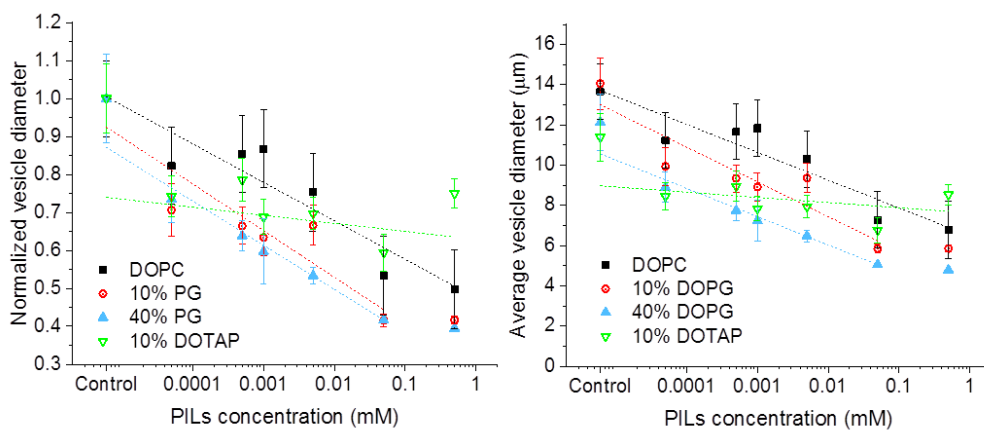 Normalized vesicle diameter
1.2
1.1
1.0
0.9
0.8
0.7
0.6
0.5
0.4
0.3
DOPC
10% PG
40% PG
10% DOTAP
Control 0.0001 0.001 0.01 0.1 1
PILs concentration (mM)
Average vesicle diameter (μm)
16
14
12
10
8
6
4
2
0
DOPC
10% DOPG
40% DOPG
10% DOTAP
Control 0.0001 0.001 0.01 0.1 1
PILs concentration (mM)